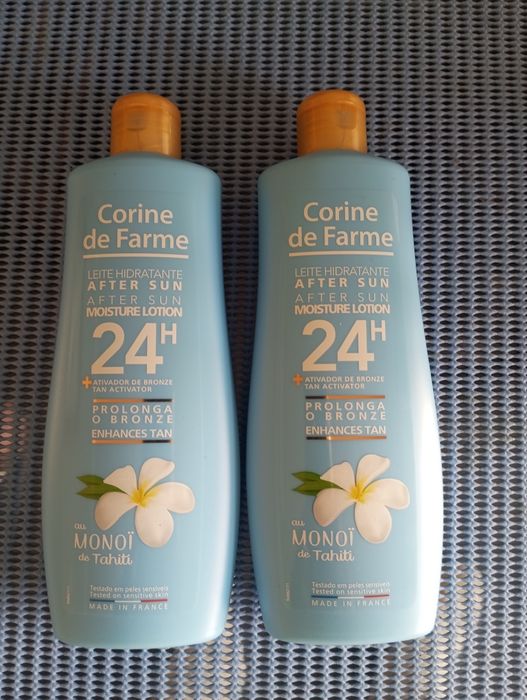 Corine
de Farme
LEITE HIDRATANTE
AFTER SUN
AFTER SUN
MOISTURE LOTION
24H
+ ATIVADOR DE BRONZE
TAN ACTIVATOR
PROLONGA
O BRONZE
ENHANCES TAN
au
MONOÏ
de Tahiti
Testado em peles sensíveis
Tested on sensitive skin
MADE IN FRANCE
Corine
de Farme
LEITE HIDRATANTE
AFTER SUN
AFTER SUN
MOISTURE LOTION
24H
+ ATIVADOR DE BRONZE
TAN ACTIVATOR
PROLONGA
O BRONZE
ENHANCES TAN
au
MONOÏ
de Tahiti
Testado em peles sensíveis
Tested on sensitive skin
MADE IN FRANCE